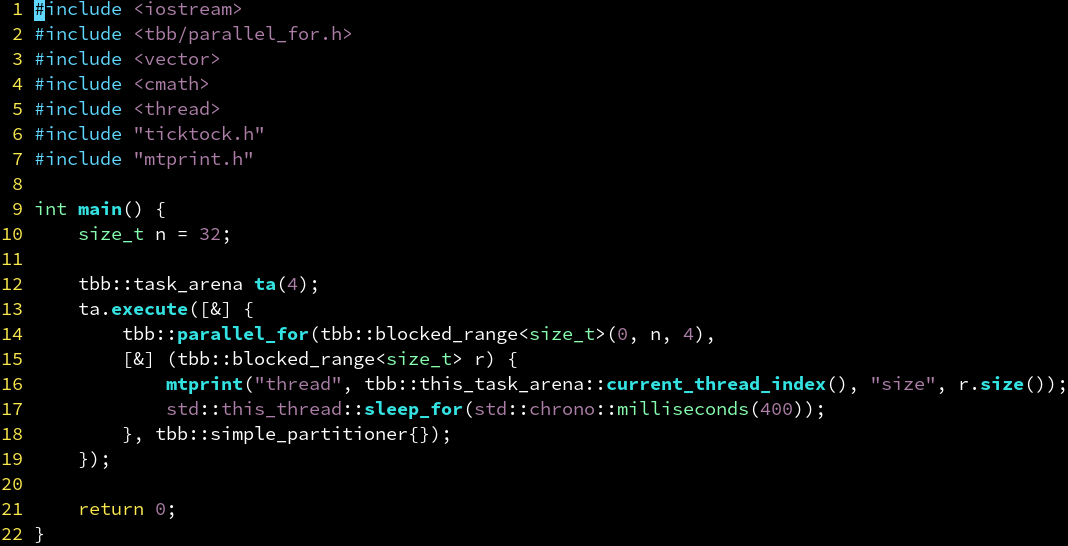 1 #include <iostream>
2 #include <tbb/parallel_for.h>
3 #include <vector>
4 #include <cmath>
5 #include <thread>
6 #include "ticktock.h"
7 #include "mtprint.h"
8
9 int main() {
10     size_t n = 32;
11
12     tbb::task_arena ta(4);
13     ta.execute([&] {
14         tbb::parallel_for(tbb::blocked_range<size_t>(0, n, 4),
15         [&] (tbb::blocked_range<size_t> r) {
16             mtprint("thread", tbb::this_task_arena::current_thread_index(), "size", r.size());
17             std::this_thread::sleep_for(std::chrono::milliseconds(400));
18         }, tbb::simple_partitioner{});
19     });
20
21     return 0;
22 }